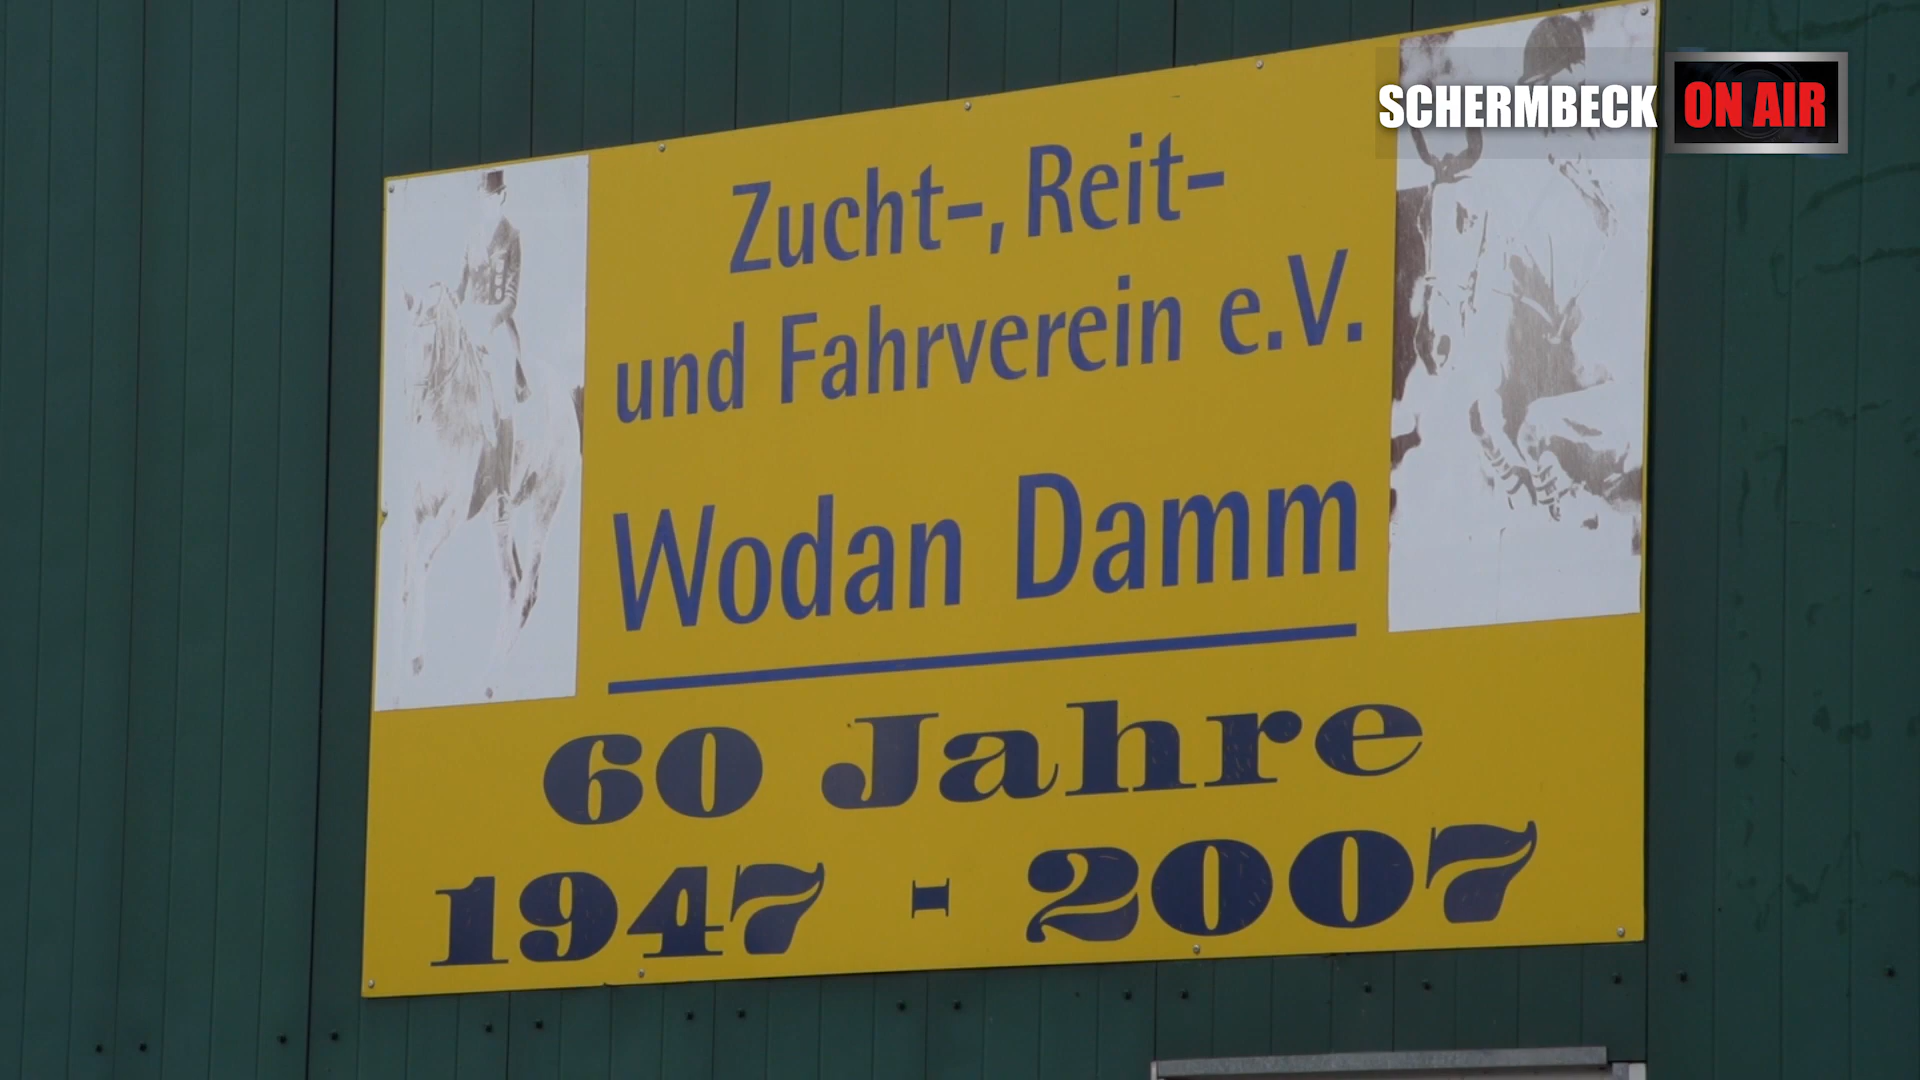 SCHERMBECK ON AIR
Zucht-, Reit-
und Fahrverein e.V.
Wodan Damm
60 Jahre
1947 - 2007